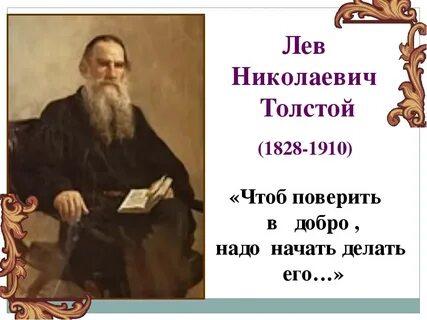 Лев
Николаевич
Толстой
(1828-1910)
«Чтоб поверить
в добро ,
надо начать делать
его…»